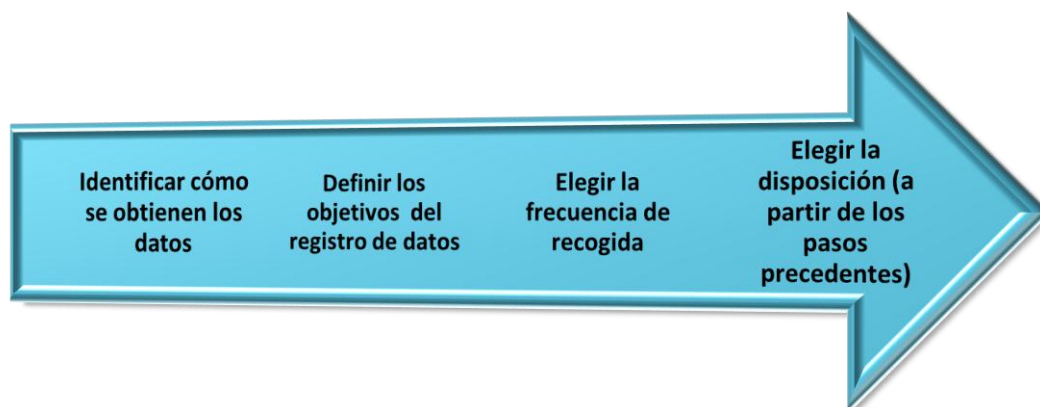 Identificar cómo
se obtienen los
datos
Definir los
objetivos del
registro de datos
Elegir la
frecuencia de
recogida
Elegir la
disposición (a
partir de los
pasos
precedentes)